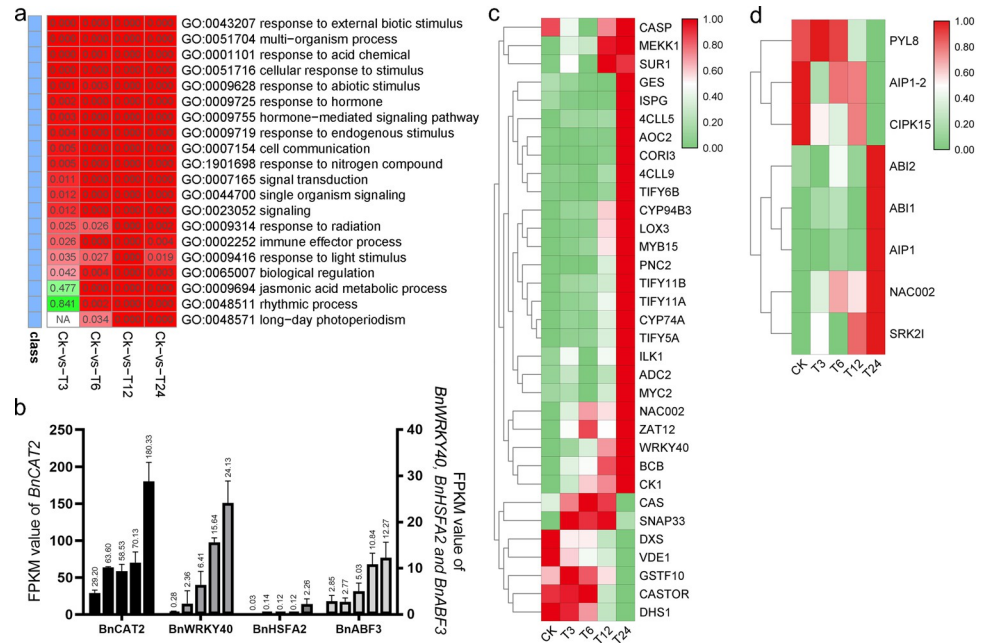 a
GO:0043207 response to external biotic stimulus
GO:0051704 multi-organism process
GO:0001101 response to acid chemical
GO:0051716 cellular response to stimulus
GO:0009628 response to abiotic stimulus
GO:0009725 response to hormone
GO:0009755 hormone-mediated signaling pathway
GO:0009719 response to endogenous stimulus
GO:0007154 cell communication
GO:1901698 response to nitrogen compound
0.011 GO:0007165 signal transduction
0.012 GO:0044700 single organism signaling
0.012 GO:0023052 signaling
0.025 0.026 GO:0009314 response to radiation
0.026 GO:0002252 immune effector process
0.035 0.027 0.019 GO:0009416 response to light stimulus
0.042 GO:0065007 biological regulation
0.477 GO:0009694 jasmonic acid metabolic process
0.841 GO:0048511 rhythmic process
NA 0.034 GO:0048571 long-day photoperiodism
class
Ck-vs-T3
Ck-vs-T6
Ck-vs-T12
Ck-vs-T24
b
FPKM value of BnCAT2
250
200
150
100
50
0
29.20
63.60
58.53
70.13
180.33
0.28
2.36
6.41
15.64
24.13
0.03
0.14
0.12
0.12
2.26
2.85
2.77
5.03
10.84
12.27
BnCAT2
BnWRKY40
BnHSFA2
BnABF3
40
30
20
10
0
FPKM value of
BnWRKY40, BnHSFA2 and BnABF3
c
CASP
MEKK1
SUR1
GES
ISPG
4CLL5
AOC2
CORI3
4CLL9
TIFY6B
CYP94B3
LOX3
MYB15
PNC2
TIFY11B
TIFY11A
CYP74A
TIFY5A
ILK1
ADC2
MYC2
NAC002
ZAT12
WRKY40
BCB
CK1
CAS
SNAP33
DXS
VDE1
GSTF10
CASTOR
DHS1
CK
T3
T6
T12
T24
1.00
0.80
0.60
0.40
0.20
0.00
d
PYL8
AIP1-2
CIPK15
ABI2
ABI1
AIP1
NAC002
SRK2I
CK
T3
T6
T12
T24
1.00
0.80
0.60
0.40
0.20
0.00